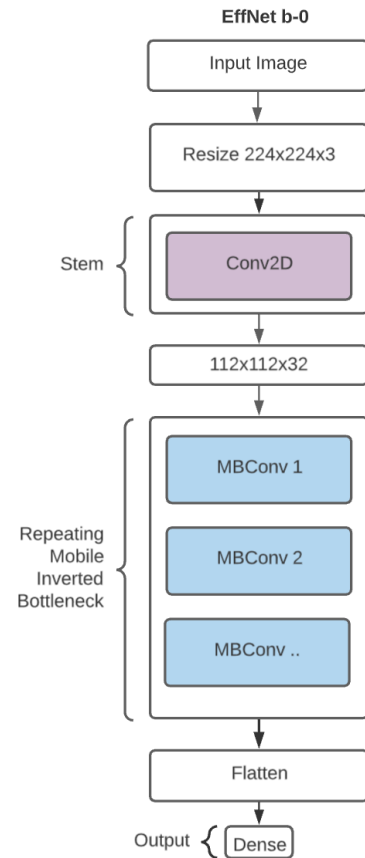 EffNet b-0
Input Image
Resize 224x224x3
Stem
Conv2D
112x112x32
Repeating
Mobile
Inverted
Bottleneck
MBConv 1
MBConv 2
MBConv ..
Flatten
Output
Dense